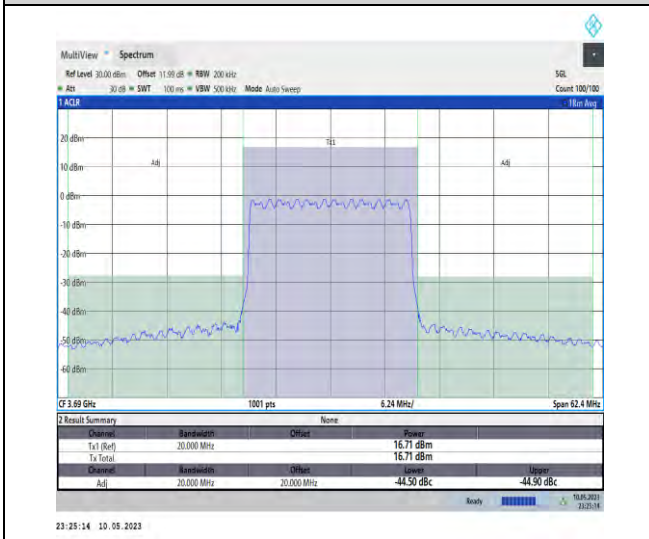 MultiView Spectrum
Ref Level 30.00 dBm Offset 11.99 dB RBW 200 kHz SGL
Att 30 dB SWT 100 ms VBW 500 kHz Mode Auto Sweep Count 100/100
1 ACLR 1Rm Avg
Tx1
20 dBm
Adj Adj
10 dBm
0 dBm
-10 dBm
-20 dBm
-30 dBm
-40 dBm
-50 dBm
-60 dBm
CF 3.69 GHz 1001 pts 6.24 MHz/ Span 62.4 MHz
2 Result Summary None
Channel Bandwidth Offset Power
Tx1 (Ref) 20.000 MHz 16.71 dBm
Tx Total 16.71 dBm
Channel Bandwidth Offset Lower Upper
Adj 20.000 MHz 20.000 MHz -44.50 dBc -44.90 dBc
Ready 10.05.2023
23:25:14
23:25:14 10.05.2023